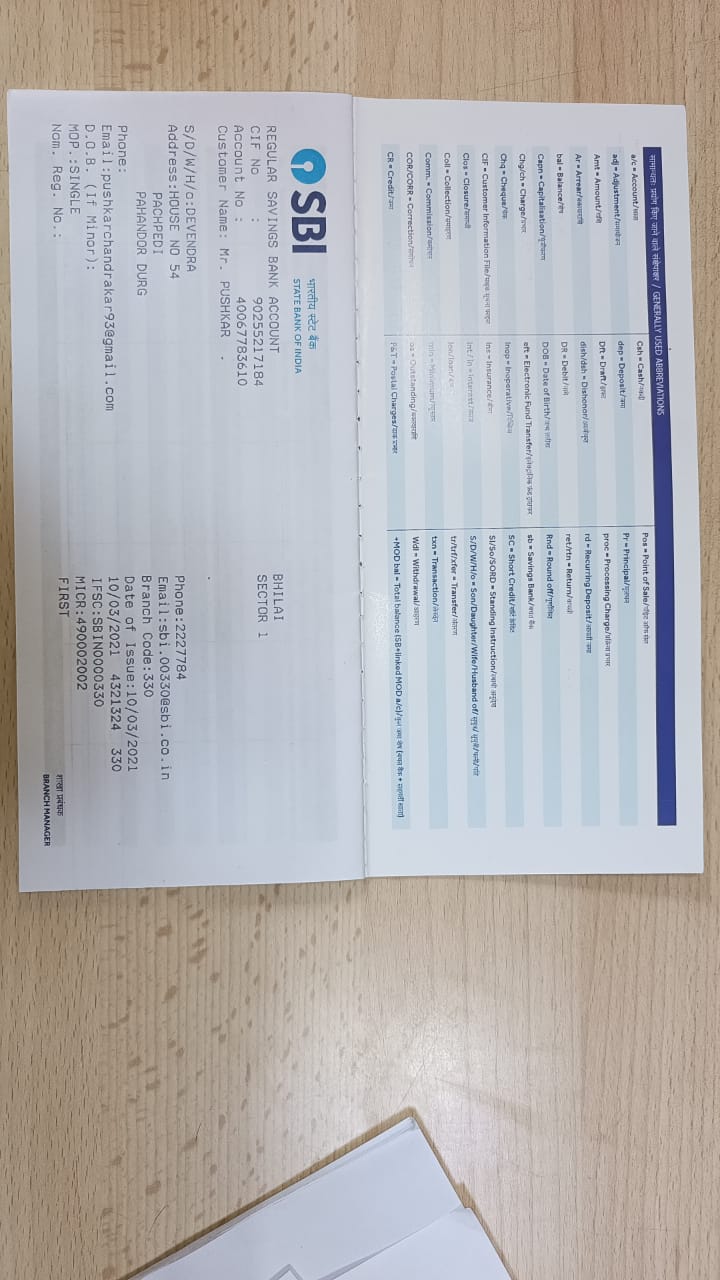 सामान्यतः प्रयोग किए जाने वाले संक्षेपाक्षर / GENERALLY USED ABBREVIATIONS
a/c = Account/खाता
adj = Adjustment/समायोजन
Amt = Amount/राशि
Ar = Arrear/बकाया राशि
bal = Balance/शेष
Capn = Capitalisation/पूंजीकरण
Chg/ch = Charge/प्रभार
Chq = Cheque/चेक
CIF = Customer Information File/ग्राहक सूचना फाइल
Clos = Closure/समाप्ति
Coll = Collection/समाहरण
Comm. = Commission/कमीशन
COR/CORR = Correction/संशोधन
CR = Credit/जमा
Csh = Cash/नकदी
dep = Deposit/जमा
Dft = Draft/ड्राफ्ट
dish/dsh = Dishonor/अनादृत
DR = Debit/नामे
DOB = Date of Birth/जन्म तारीख
eft = Electronic Fund Transfer/इलेक्ट्रॉनिक फंड ट्रांसफर
Inop = Inoperative/निष्क्रिय
Ins = Insurance/बीमा
Int / In = Interest/ब्याज
lon/loan/ऋण
min = Minimum/न्यूनतम
os = Outstanding/बकाया राशि
P&T = Postal Charges/डाक प्रभार
Pos = Point of Sale/पॉइंट ऑफ सेल
Pr = Principal/मूलधन
proc = Processing Charge/प्रक्रिया प्रभार
rd = Recurring Deposit/आवर्ती जमा
ret/rtn = Return/वापसी
Rnd = Round off/पूर्णांकित
sb = Savings Bank/बचत बैंक
SC = Short Credit/शॉर्ट क्रेडिट
SI/So/SORD = Standing Instruction/स्थायी अनुदेश
S/D/W/H/o = Son/Daughter/Wife/Husband of/ सुपुत्र/ सुपुत्री/पत्नी/पति
tr/trf/xfer = Transfer/अंतरण
txn = Transaction/लेनदेन
Wdl = Withdrawal/आहरण
+MOD bal = Total balance (SB+linked MOD a/c)/कुल जमा शेष (बचत बैंक + सहबद्ध मोड खाता)
SBI
भारतीय स्टेट बैंक
STATE BANK OF INDIA
REGULAR SAVINGS BANK ACCOUNT
CIF No : 90255217184
Account No : 40067783610
Customer Name: Mr. PUSHKAR .
S/D/W/H/o:DEVENDRA
Address:HOUSE NO 54
PACHPEDI
PAHANDOR DURG
Phone:
Email:pushkarchandrakar93@gmail.com
D.O.B. (If Minor):
MOP.:SINGLE
Nom. Reg. No.:
BHILAI
SECTOR 1
Phone:2227784
Email:sbi.00330@sbi.co.in
Branch Code:330
Date of Issue:10/03/2021
10/03/2021 4321324 330
IFSC:SBIN0000330
MICR:490002002
FIRST
शाखा प्रबंधक
BRANCH MANAGER